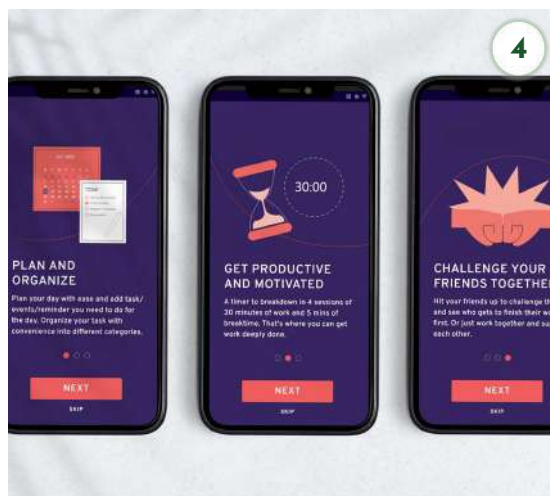 4
PLAN AND
ORGANIZE
Plan your day with ease and add task/
events/reminder you need to do for
the day. Organize your task with
convenience into different categories.
NEXT
SKIP
30:00
GET PRODUCTIVE
AND MOTIVATED
A timer to breakdown in 4 sessions of
30 minutes of work and 5 mins of
breaktime. That's where you can get
work deeply done.
NEXT
SKIP
CHALLENGE YOUR
FRIENDS TOGETHE
Hit your friends up to challenge th
and see who gets to finish their wo
first. Or just work together and su
each other.
NEXT
SKIP